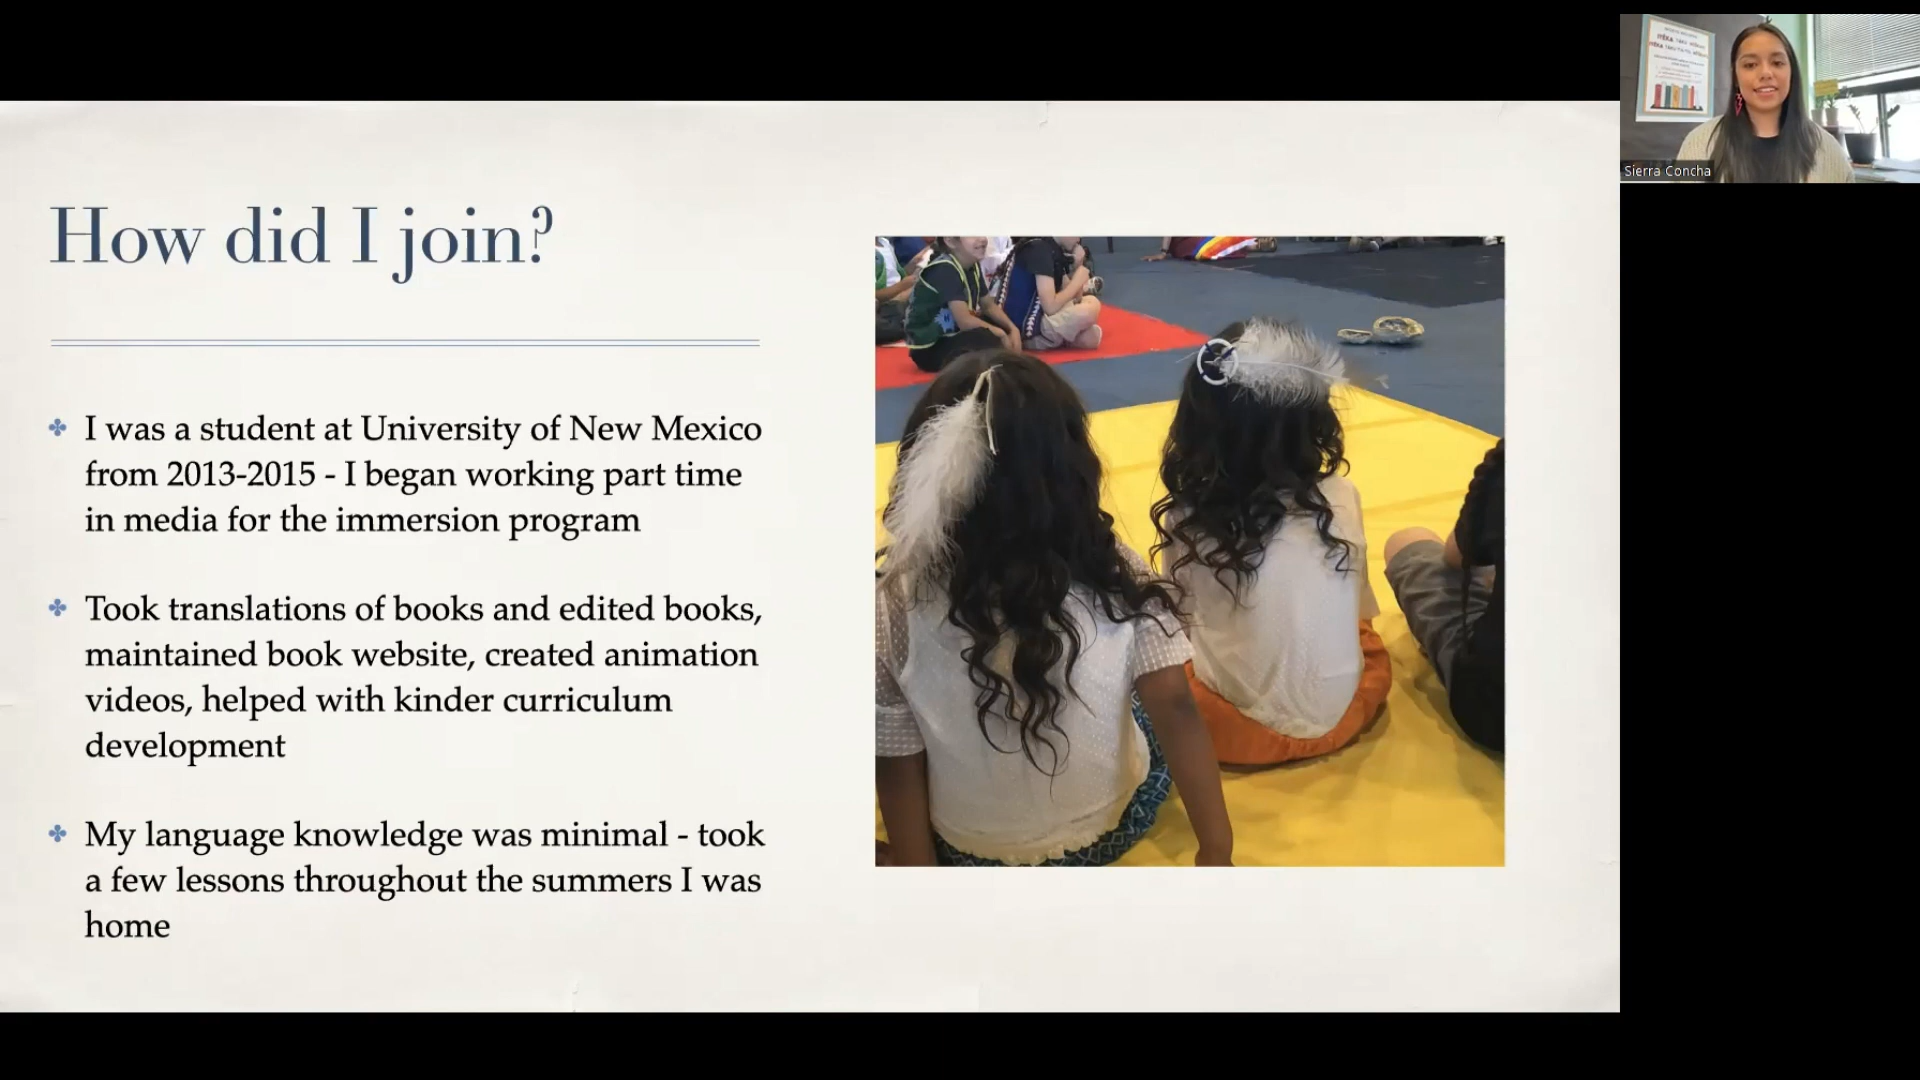 How did I join?
I was a student at University of New Mexico
from 2013-2015 - I began working part time
in media for the immersion program
Took translations of books and edited books,
maintained book website, created animation
videos, helped with kinder curriculum
development
My language knowledge was minimal - took
a few lessons throughout the summers I was
home
Sierra Concha